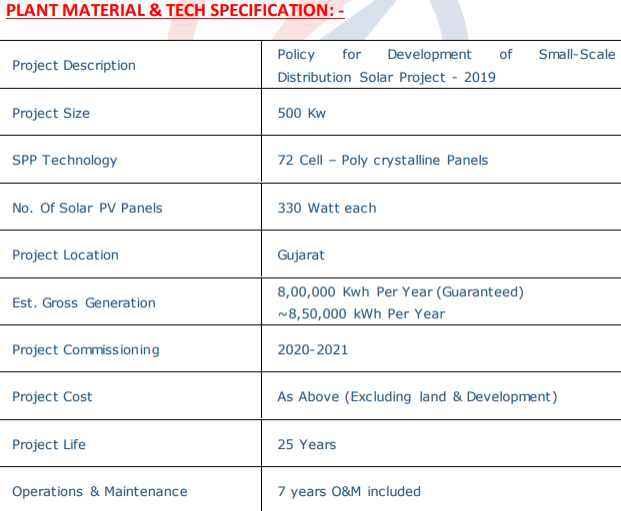 PLANT MATERIAL & TECH SPECIFICATION: -
Project Description
Policy for Development of Small-Scale
Distribution Solar Project - 2019
Project Size
500 Kw
SPP Technology
72 Cell – Poly crystalline Panels
No. Of Solar PV Panels
330 Watt each
Project Location
Gujarat
Est. Gross Generation
8,00,000 Kwh Per Year (Guaranteed)
~8,50,000 kWh Per Year
Project Commissioning
2020-2021
Project Cost
As Above (Excluding land & Development)
Project Life
25 Years
Operations & Maintenance
7 years O&M included